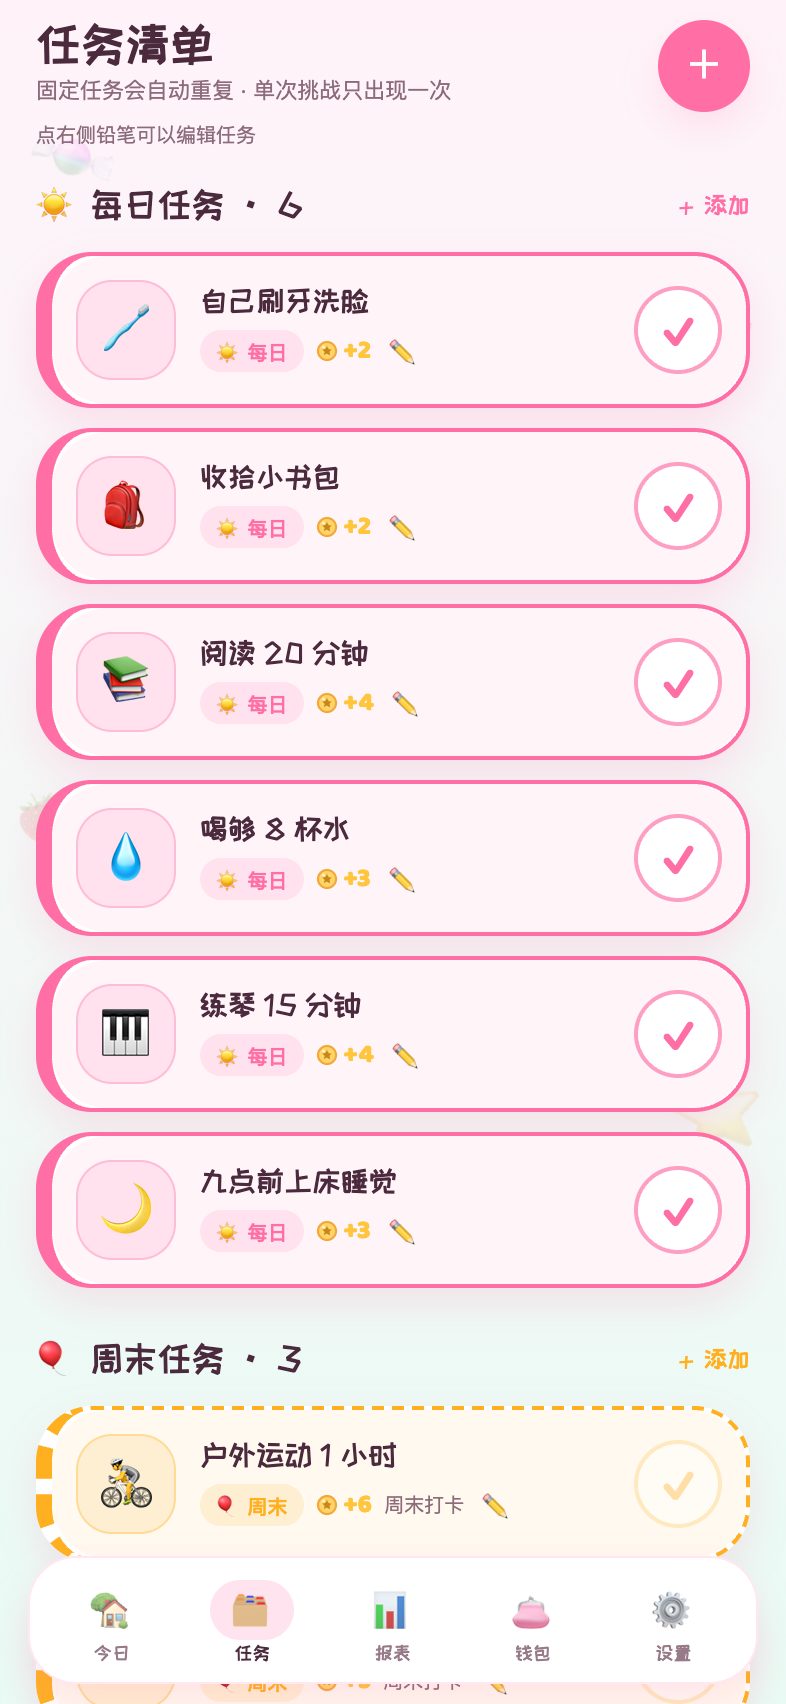 任务清单
固定任务会自动重复 · 单次挑战只出现一次
点右侧铅笔可以编辑任务
每日任务 · 6
+ 添加
自己刷牙洗脸
每日 +2
收拾小书包
每日 +2
阅读 20 分钟
每日 +4
喝够 8 杯水
每日 +3
练琴 15 分钟
每日 +4
九点前上床睡觉
每日 +3
周末任务 · 3
+ 添加
户外运动 1 小时
周末 +6 周末打卡
今日
任务
报表
钱包
设置